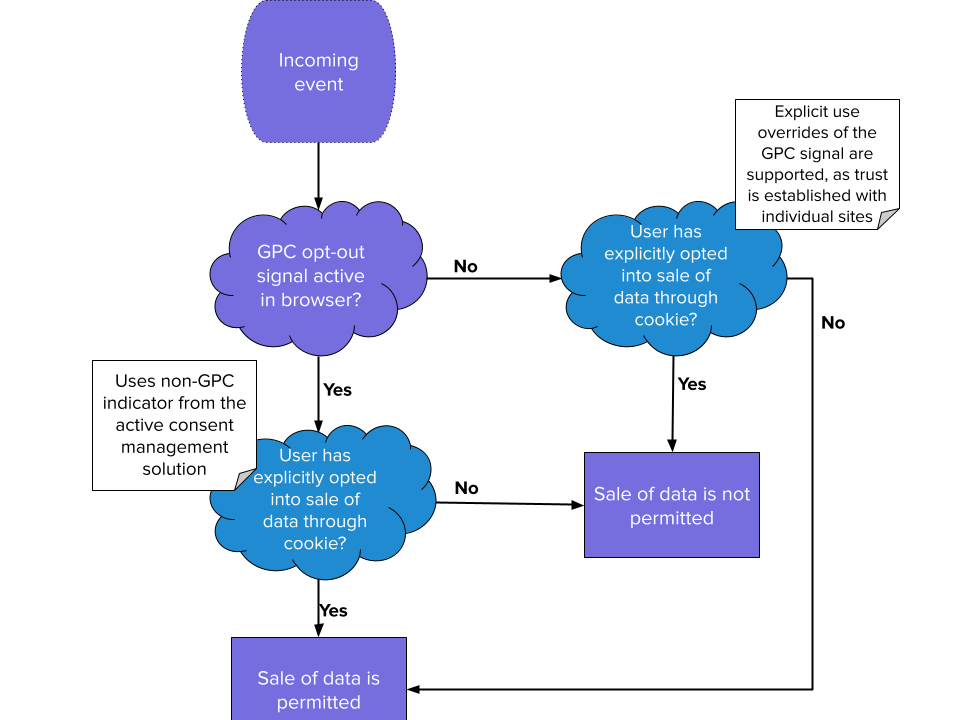 Incoming
event
Explicit use
overrides of the
GPC signal are
supported, as trust
is established with
individual sites
GPC opt-out
signal active
in browser?
No
User has
explicitly opted
into sale of
data through
cookie?
No
Yes
Yes
Uses non-GPC
indicator from the
active consent
management
solution
User has
explicitly opted
into sale of
data through
cookie?
No
Sale of data is not
permitted
Yes
Sale of data is
permitted